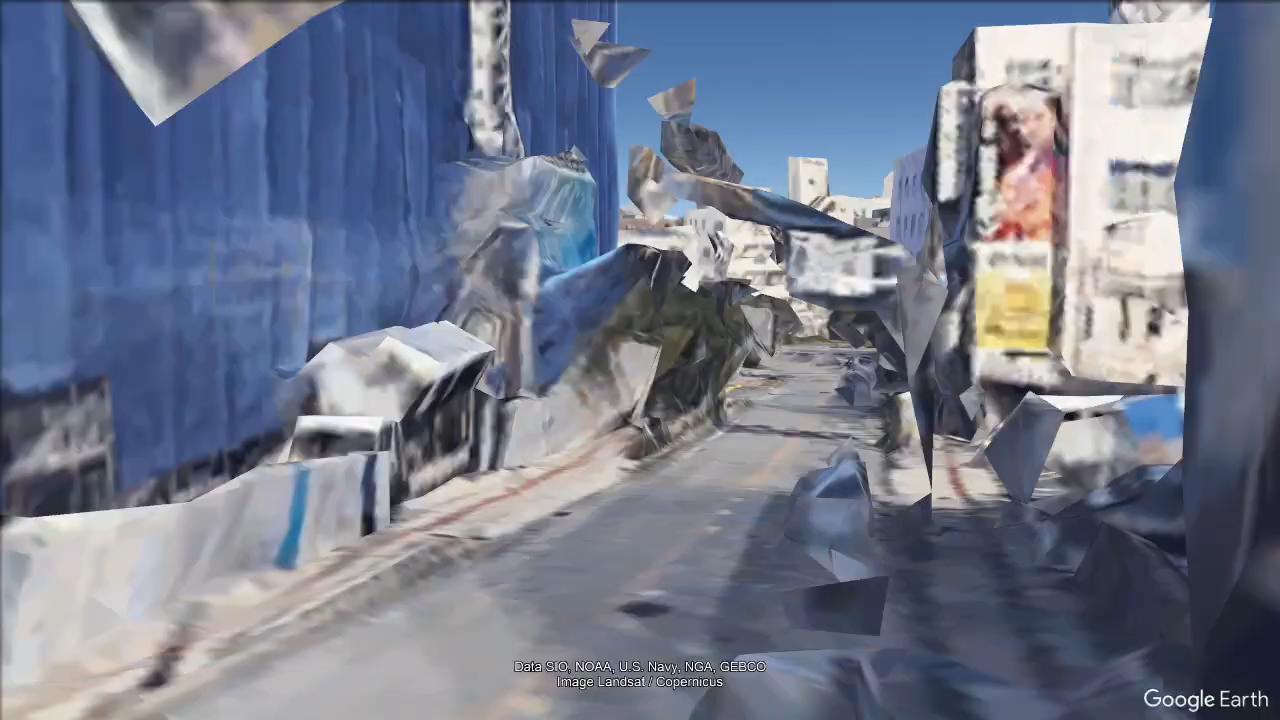 Data SIO, NOAA, U.S. Navy, NGA, GEBCO
Image Landsat / Copernicus
Google Earth